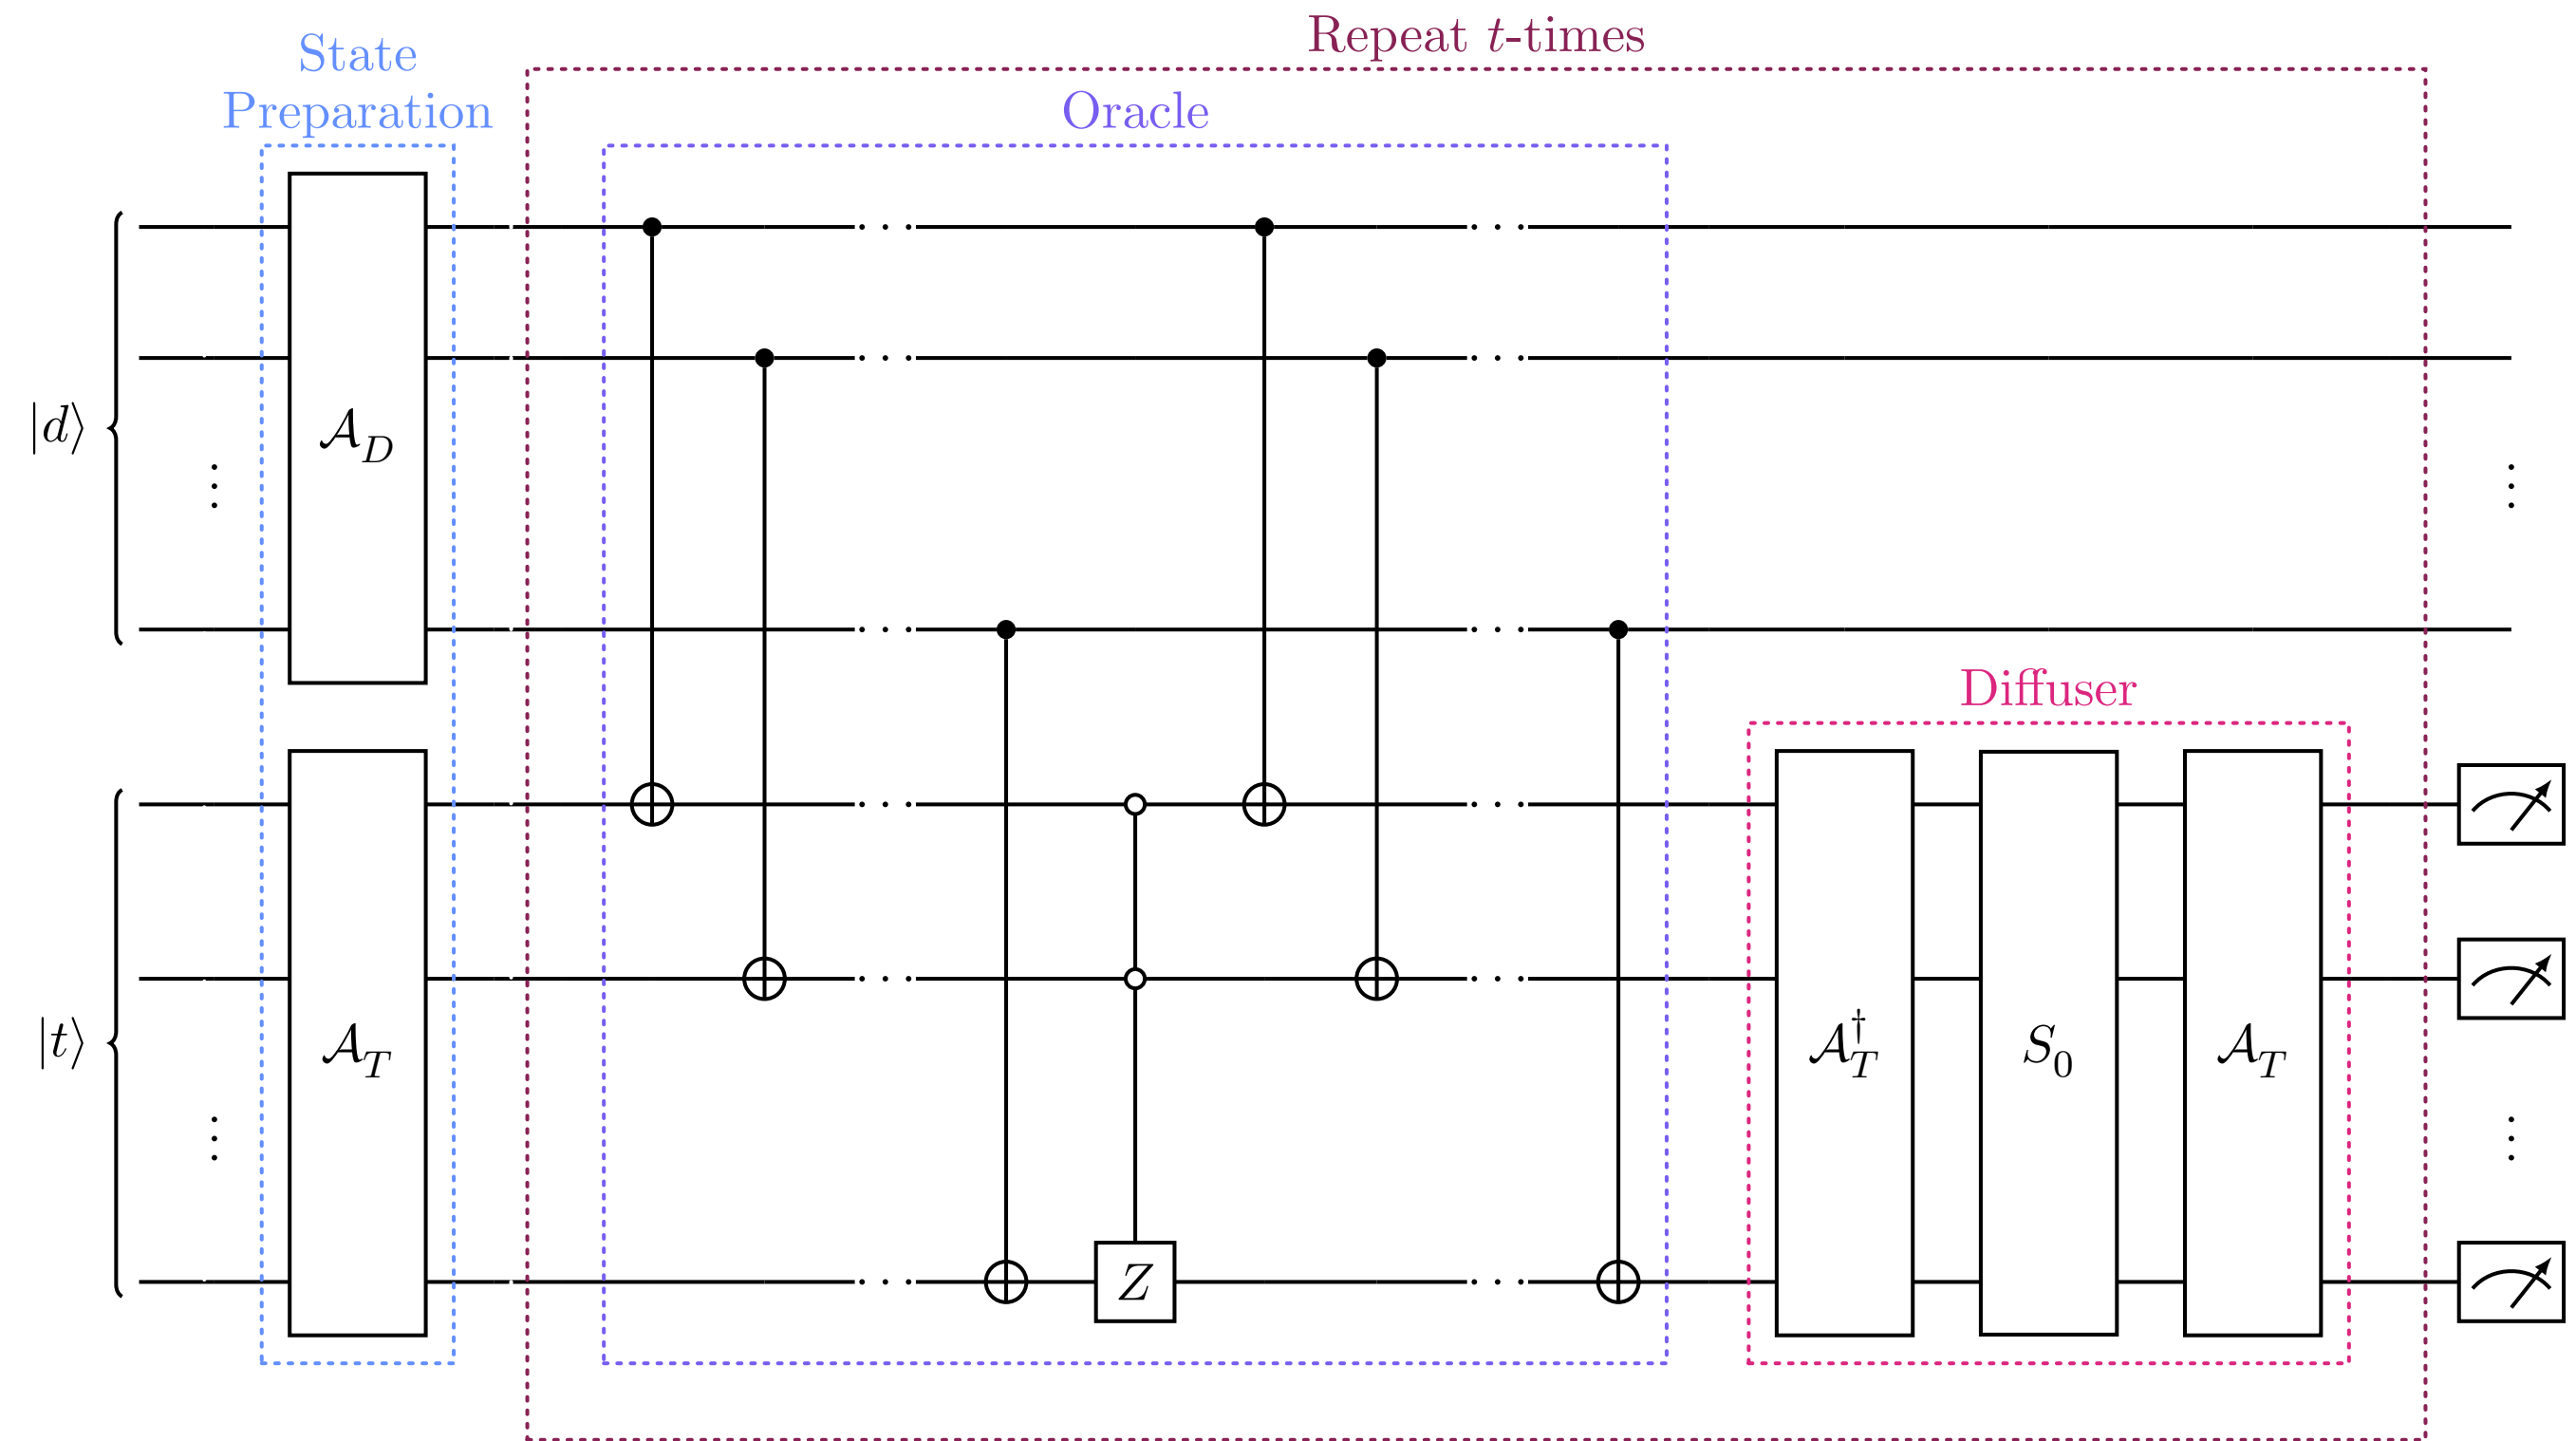 Repeat t-times
State
Preparation
Oracle
|d⟩
𝒜_D
⋮
⋮
Diffuser
|t⟩
𝒜_T
Z
𝒜_T^†
S_0
𝒜_T
⋮
⋮